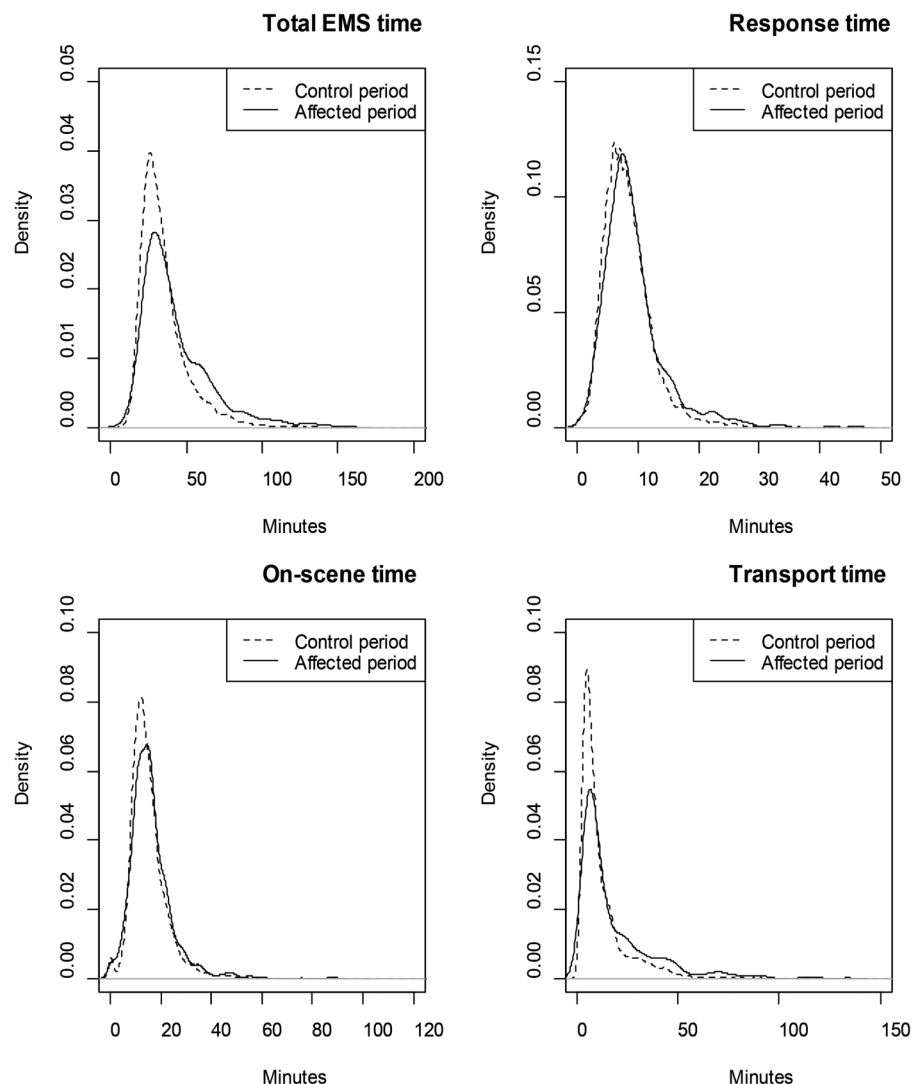 Total EMS time
0.05
0.04
0.03
0.02
0.01
0.00
Density
Control period
Affected period
0 50 100 150 200
Minutes
Response time
0.15
0.10
0.05
0.00
Density
Control period
Affected period
0 10 20 30 40 50
Minutes
On-scene time
0.10
0.08
0.06
0.04
0.02
0.00
Density
Control period
Affected period
0 20 40 60 80 100 120
Minutes
Transport time
0.10
0.08
0.06
0.04
0.02
0.00
Density
Control period
Affected period
0 50 100 150
Minutes